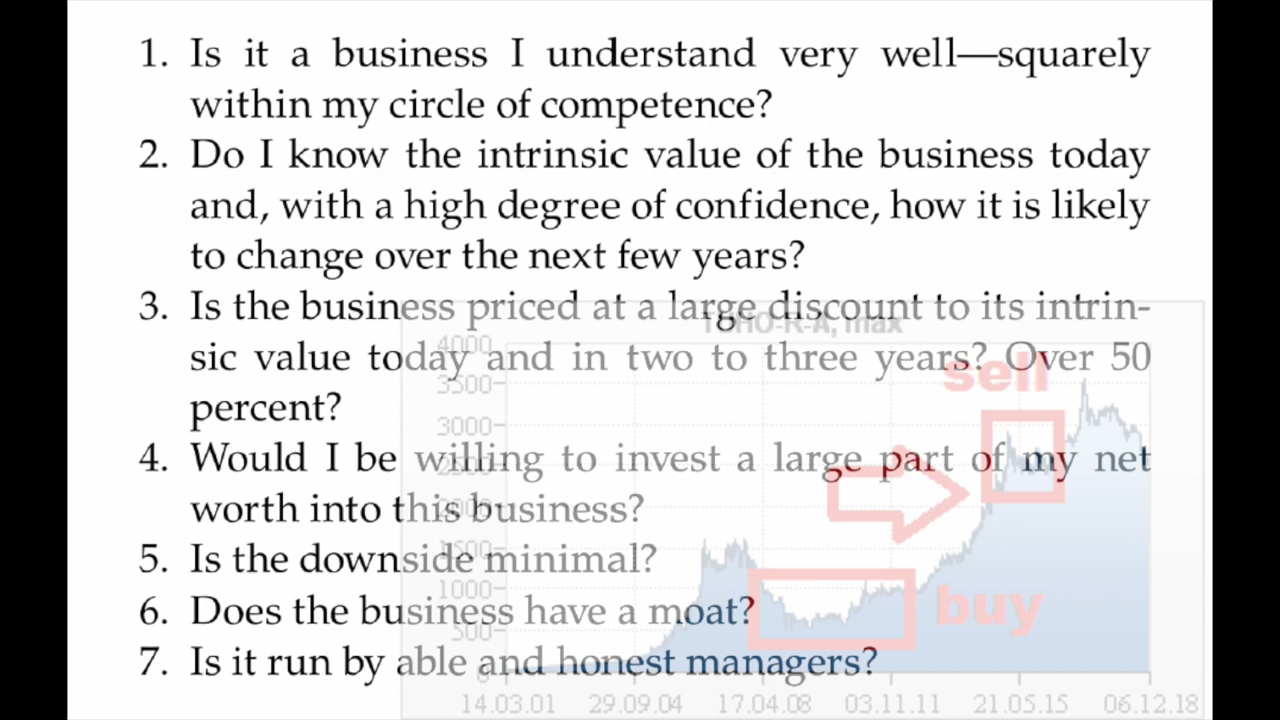 1. Is it a business I understand very well—squarely
within my circle of competence?
2. Do I know the intrinsic value of the business today
and, with a high degree of confidence, how it is likely
to change over the next few years?
3. Is the business priced at a large discount to its intrin-
sic value today and in two to three years? Over 50
percent?
4. Would I be willing to invest a large part of my net
worth into this business?
5. Is the downside minimal?
6. Does the business have a moat?
7. Is it run by able and honest managers?
max
4000
3500
sell
3000
1500
1000
buy
500
0
14.03.01 29.09.04 17.04.08 03.11.11 21.05.15 06.12.18